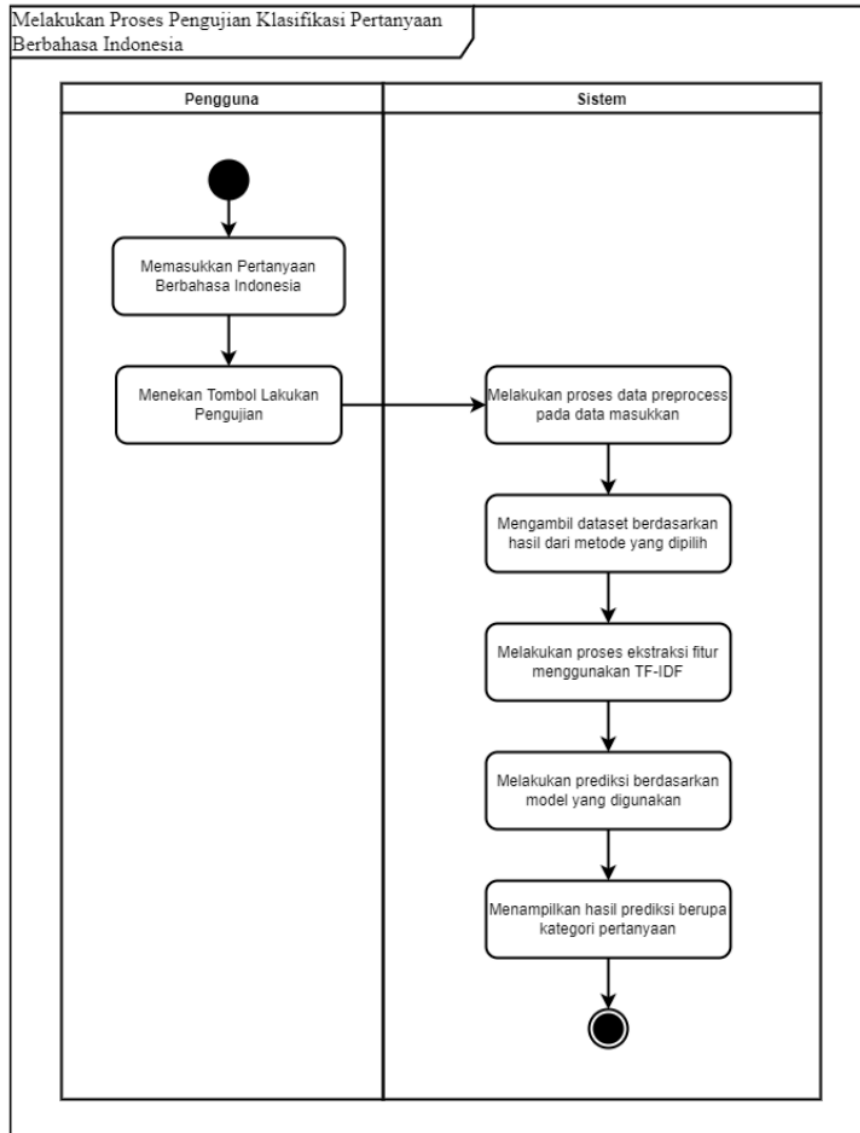 Melakukan Proses Pengujian Klasifikasi Pertanyaan
Berbahasa Indonesia
Pengguna
Sistem
Memasukkan Pertanyaan
Berbahasa Indonesia
Menekan Tombol Lakukan
Pengujian
Melakukan proses data preprocess
pada data masukkan
Mengambil dataset berdasarkan
hasil dari metode yang dipilih
Melakukan proses ekstraksi fitur
menggunakan TF-IDF
Melakukan prediksi berdasarkan
model yang digunakan
Menampilkan hasil prediksi berupa
kategori pertanyaan